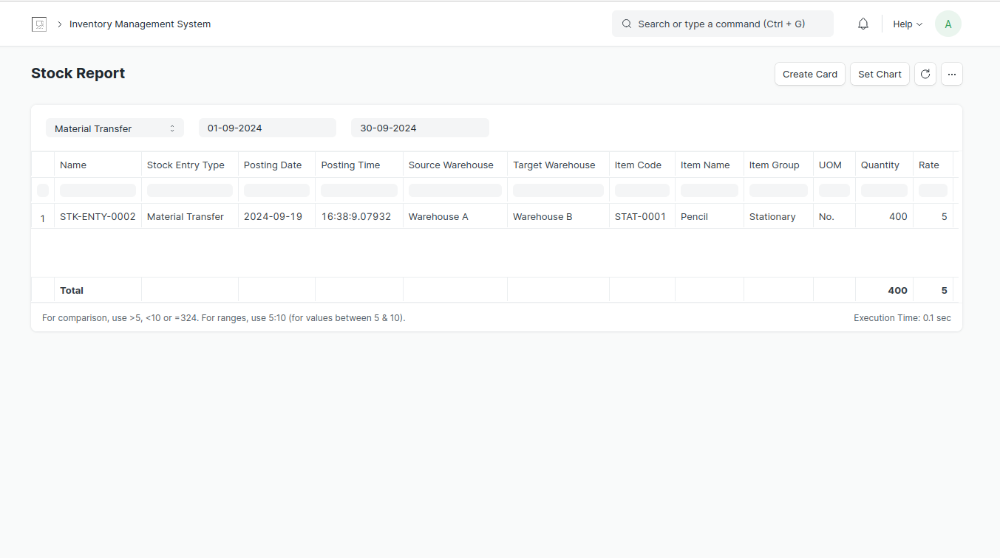 Inventory Management System
Search or type a command (Ctrl + G)
Help
A
Stock Report
Create Card
Set Chart
Material Transfer
01-09-2024
30-09-2024
Name Stock Entry Type Posting Date Posting Time Source Warehouse Target Warehouse Item Code Item Name Item Group UOM Quantity Rate
1 STK-ENTY-0002 Material Transfer 2024-09-19 16:38:9.07932 Warehouse A Warehouse B STAT-0001 Pencil Stationary No. 400 5
Total 400 5
For comparison, use >5, <10 or =324. For ranges, use 5:10 (for values between 5 & 10).
Execution Time: 0.1 sec